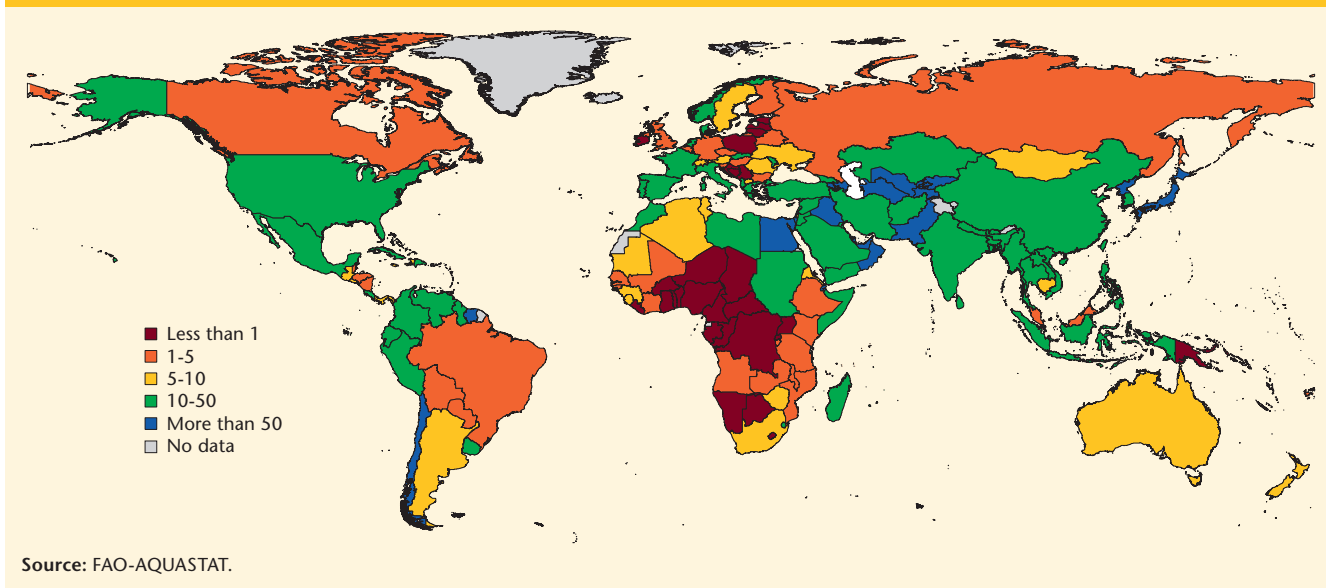 Less than 1
1-5
5-10
10-50
More than 50
No data
Source: FAO-AQUASTAT.